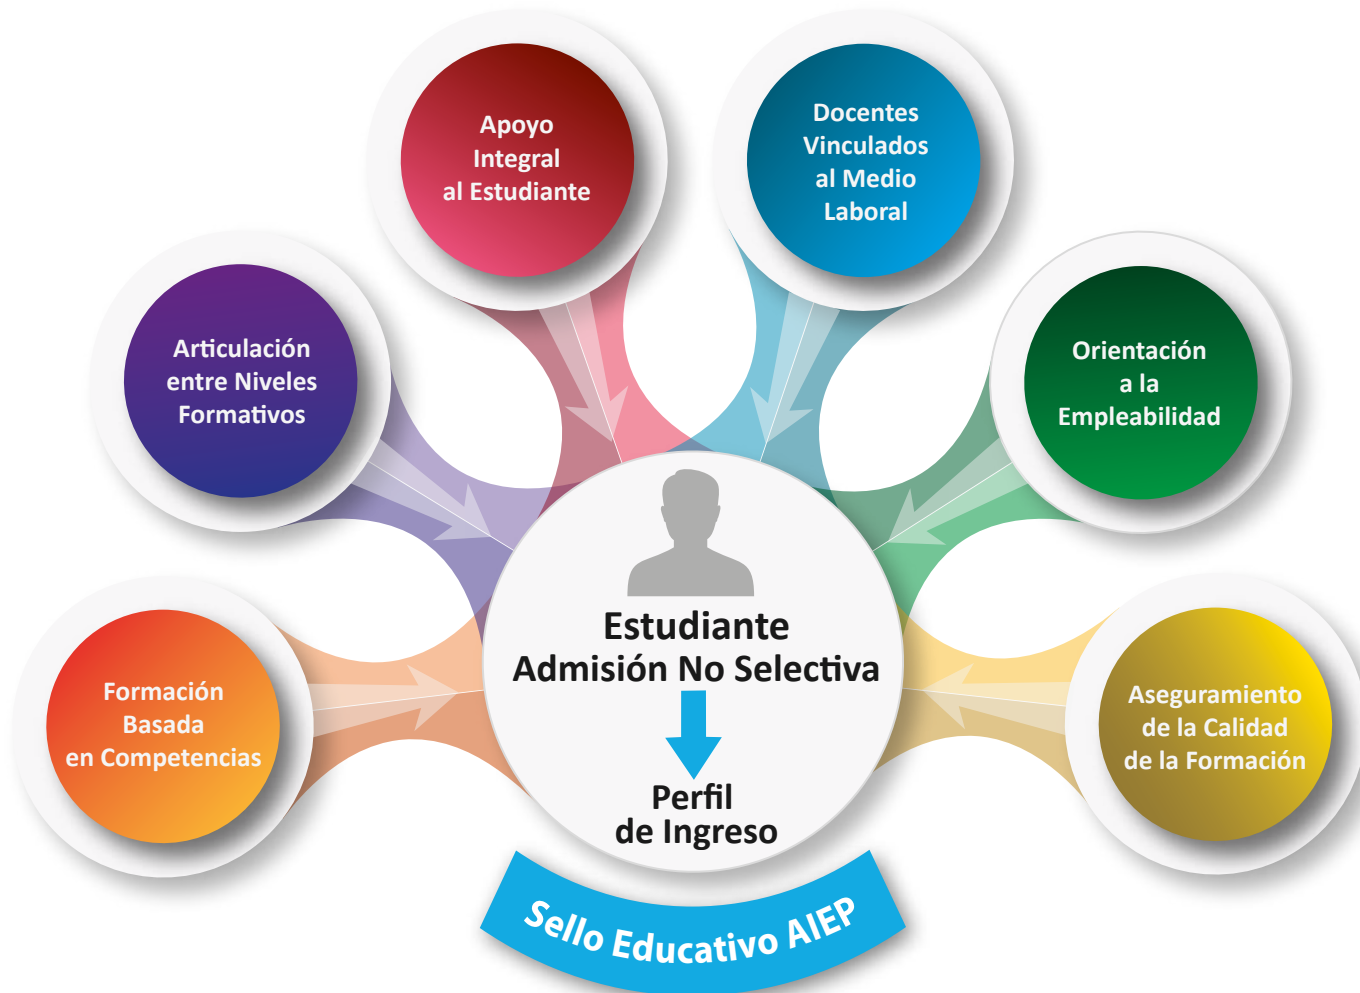 Apoyo
Integral
al Estudiante
Docentes
Vinculados
al Medio
Laboral
Articulación
entre Niveles
Formativos
Orientación
a la
Empleabilidad
Formación
Basada
en Competencias
Aseguramiento
de la Calidad
de la Formación
Estudiante
Admisión No Selectiva
Perfil
de Ingreso
Sello Educativo AIEP